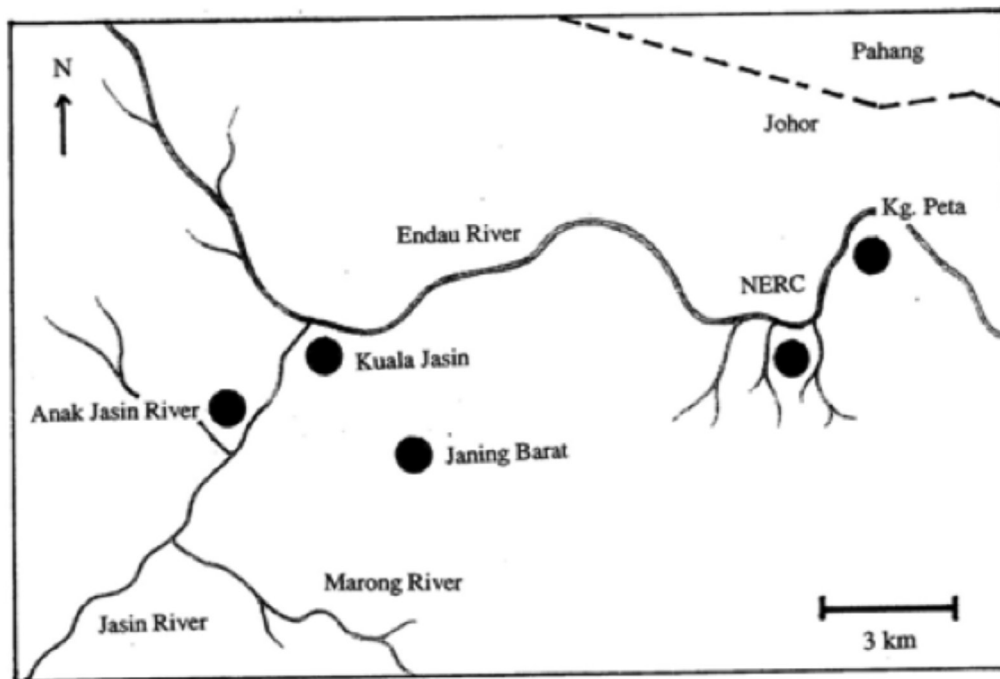 N
Pahang
Johor
Kg. Peta
Endau River
NERC
Kuala Jasin
Anak Jasin River
Janing Barat
Marong River
Jasin River
3 km